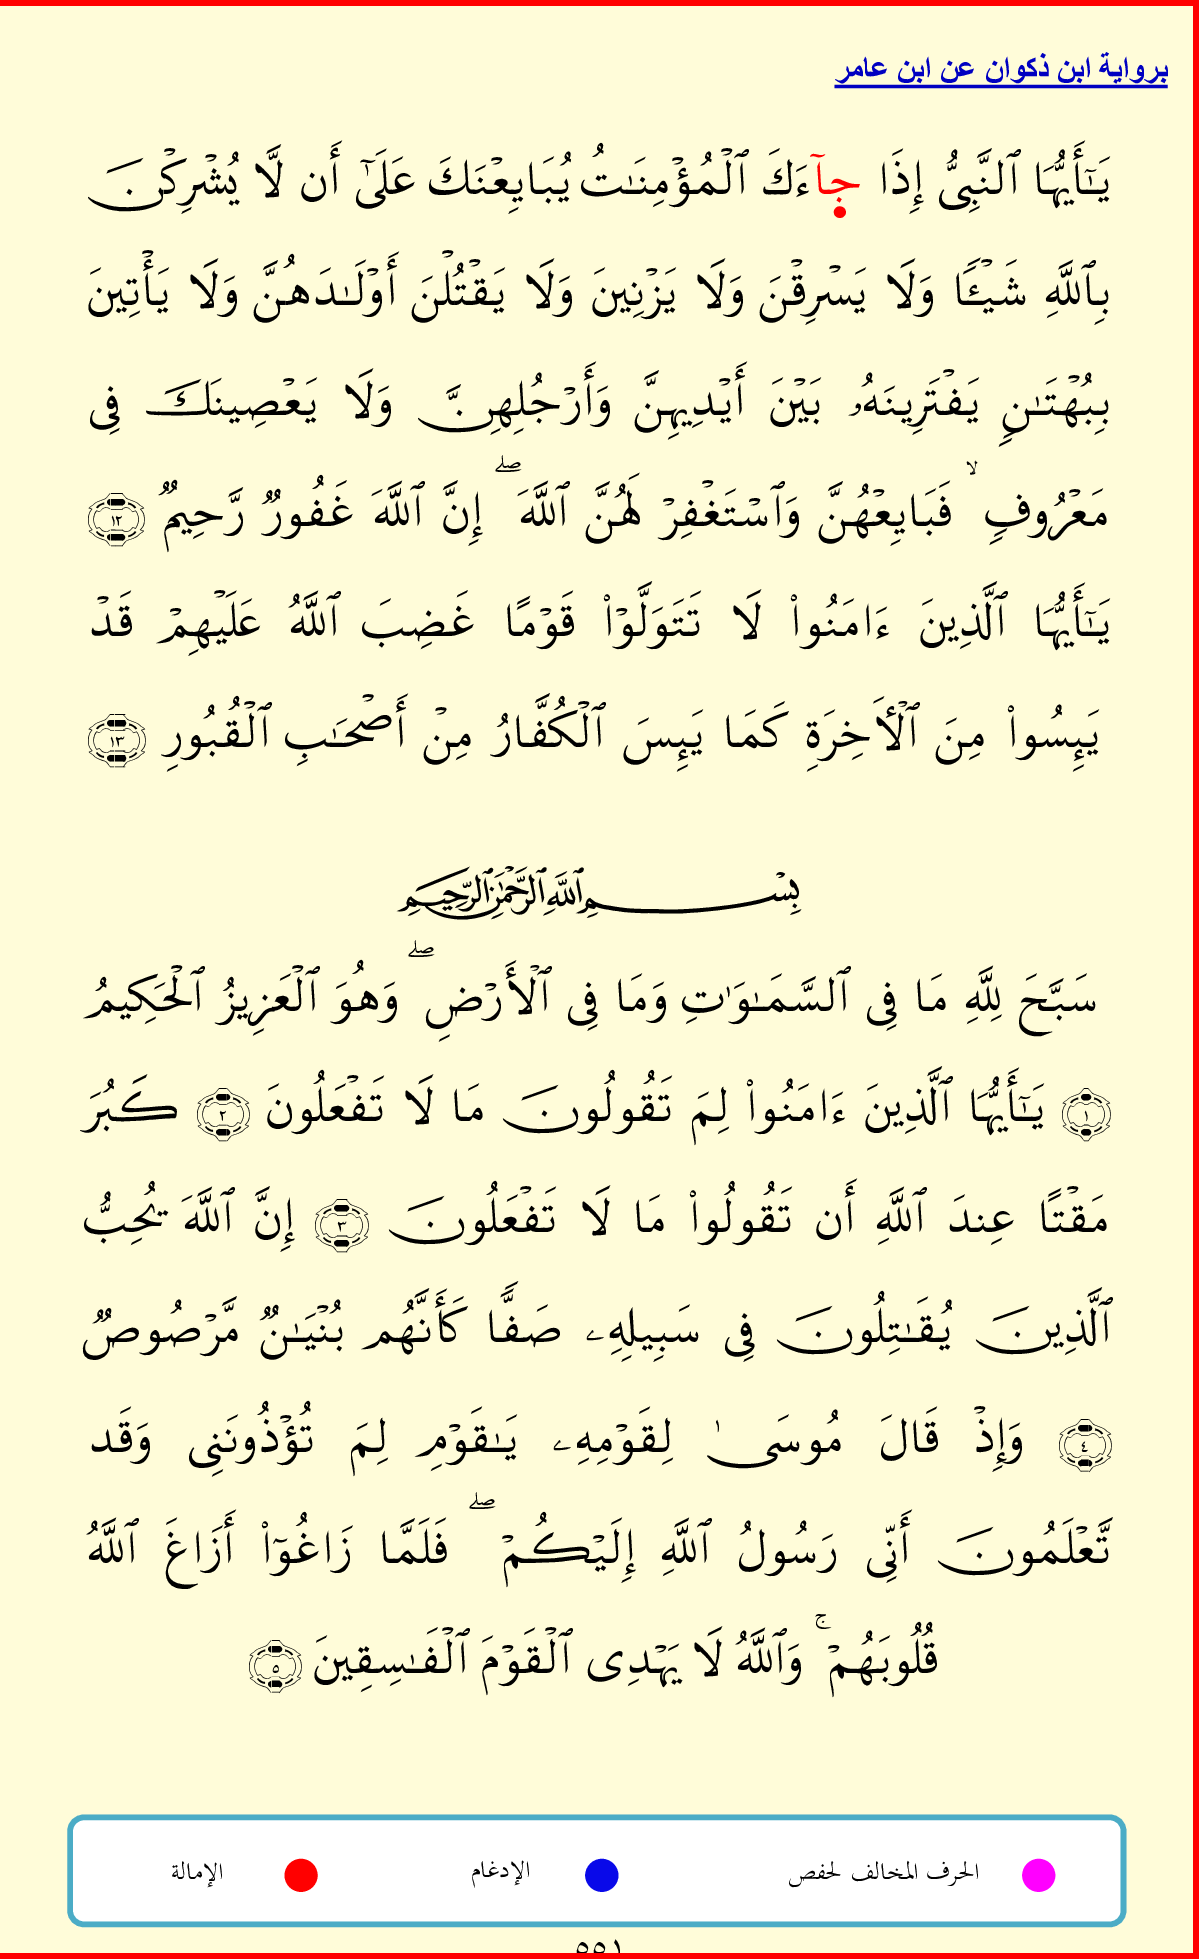 برواية ابن ذكوان عن ابن عامر
يَـٰٓأَيُّهَا ٱلنَّبِىُّ إِذَا جَآءَكَ ٱلْمُؤْمِنَـٰتُ يُبَايِعْنَكَ عَلَىٰٓ أَن لَّا يُشْرِكْنَ
بِٱللَّهِ شَيْـًٔا وَلَا يَسْرِقْنَ وَلَا يَزْنِينَ وَلَا يَقْتُلْنَ أَوْلَـٰدَهُنَّ وَلَا يَأْتِينَ
بِبُهْتَـٰنٍ يَفْتَرِينَهُۥ بَيْنَ أَيْدِيهِنَّ وَأَرْجُلِهِنَّ وَلَا يَعْصِينَكَ فِى
مَعْرُوفٍ ۙ فَبَايِعْهُنَّ وَٱسْتَغْفِرْ لَهُنَّ ٱللَّهَ ۖ إِنَّ ٱللَّهَ غَفُورٌ رَّحِيمٌ ١٢
يَـٰٓأَيُّهَا ٱلَّذِينَ ءَامَنُوا۟ لَا تَتَوَلَّوْا۟ قَوْمًا غَضِبَ ٱللَّهُ عَلَيْهِمْ قَدْ
يَئِسُوا۟ مِنَ ٱلْـَٔاخِرَةِ كَمَا يَئِسَ ٱلْكُفَّارُ مِنْ أَصْحَـٰبِ ٱلْقُبُورِ ١٣
بِسْمِ ٱللَّهِ ٱلرَّحْمَـٰنِ ٱلرَّحِيمِ
سَبَّحَ لِلَّهِ مَا فِى ٱلسَّمَـٰوَٰتِ وَمَا فِى ٱلْأَرْضِ ۖ وَهُوَ ٱلْعَزِيزُ ٱلْحَكِيمُ
١ يَـٰٓأَيُّهَا ٱلَّذِينَ ءَامَنُوا۟ لِمَ تَقُولُونَ مَا لَا تَفْعَلُونَ ٢ كَبُرَ
مَقْتًا عِندَ ٱللَّهِ أَن تَقُولُوا۟ مَا لَا تَفْعَلُونَ ٣ إِنَّ ٱللَّهَ يُحِبُّ
ٱلَّذِينَ يُقَـٰتِلُونَ فِى سَبِيلِهِۦ صَفًّا كَأَنَّهُم بُنْيَـٰنٌ مَّرْصُوصٌ
٤ وَإِذْ قَالَ مُوسَىٰ لِقَوْمِهِۦ يَـٰقَوْمِ لِمَ تُؤْذُونَنِى وَقَد
تَّعْلَمُونَ أَنِّى رَسُولُ ٱللَّهِ إِلَيْكُمْ ۖ فَلَمَّا زَاغُوٓا۟ أَزَاغَ ٱللَّهُ
قُلُوبَهُمْ ۚ وَٱللَّهُ لَا يَهْدِى ٱلْقَوْمَ ٱلْفَـٰسِقِينَ ٥
الحرف المخالف لحفص الإدغام الإمالة
٥٥١